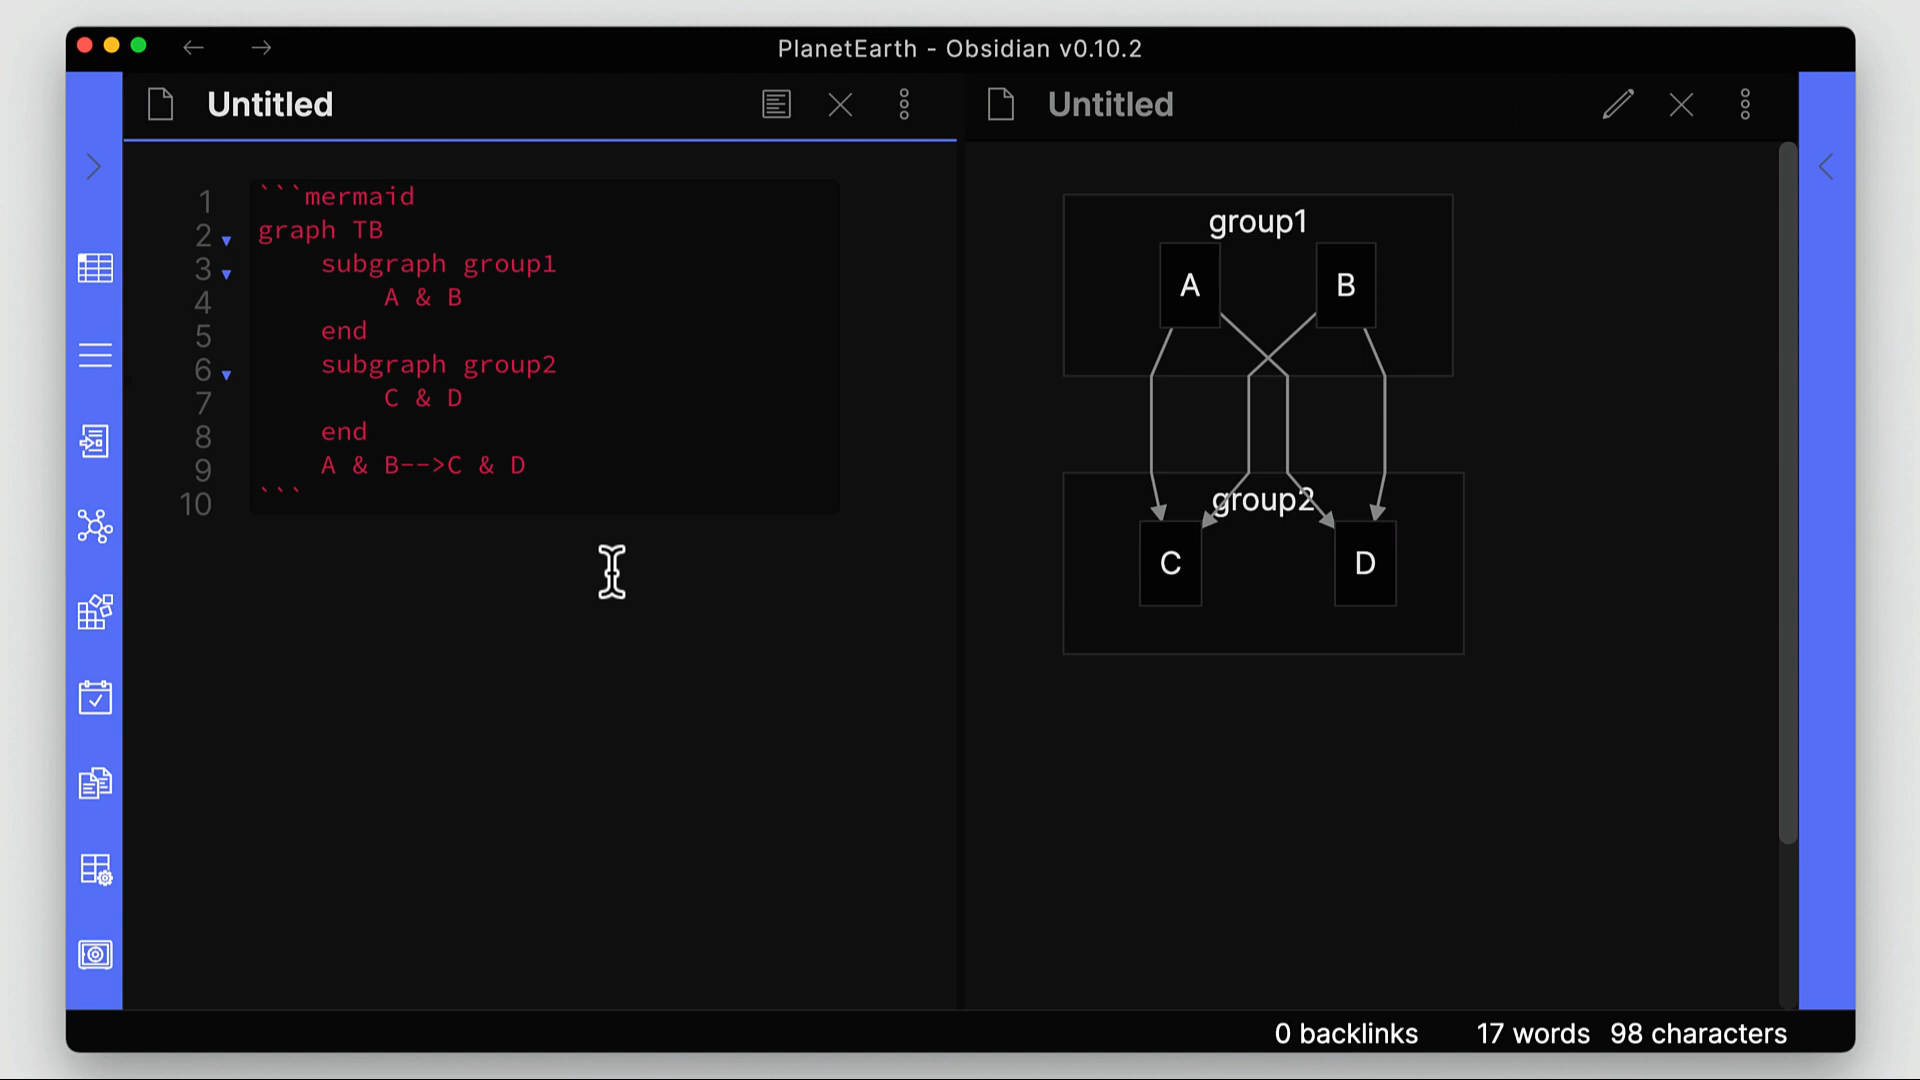 PlanetEarth - Obsidian v0.10.2
Untitled
1 ```mermaid
2 graph TB
3 subgraph group1
4 A & B
5 end
6 subgraph group2
7 C & D
8 end
9 A & B-->C & D
10 ```
Untitled
group1
A B
group2
C D
0 backlinks 17 words 98 characters